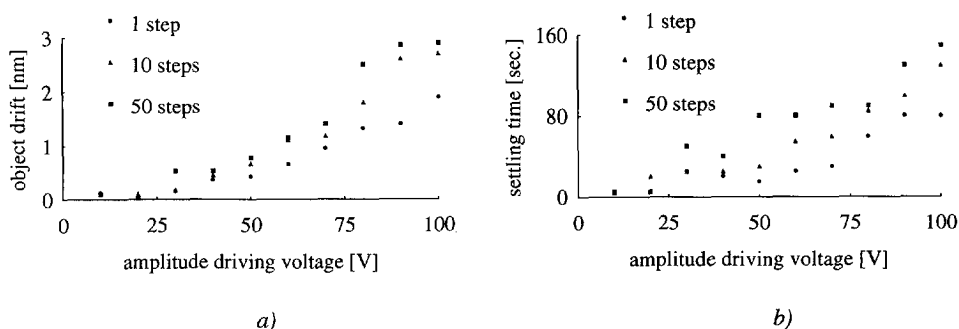 1 step
10 steps
50 steps
object drift [nm]
3
2
1
0
0
25
50
75
100
amplitude driving voltage [V]
a)
1 step
10 steps
50 steps
settling time [sec.]
160
80
0
0
25
50
75
100
amplitude driving voltage [V]
b)